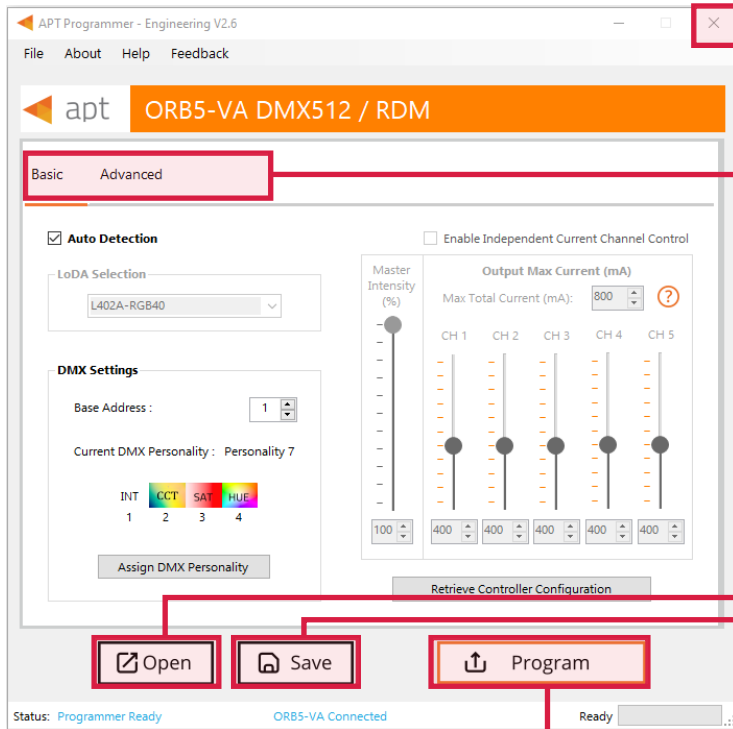 APT Programmer - Engineering V2.6
File About Help Feedback
apt ORB5-VA DMX512 / RDM
Basic Advanced
Auto Detection
LoDA Selection
L402A-RGB40
DMX Settings
Base Address : 1
Current DMX Personality : Personality 7
INT CCT SAT HUE
1 2 3 4
Assign DMX Personality
Enable Independent Current Channel Control
Master
Intensity
(%)
100
Output Max Current (mA)
Max Total Current (mA): 800 ?
CH 1 CH 2 CH 3 CH 4 CH 5
400 400 400 400 400
Retrieve Controller Configuration
Open Save Program
Status: Programmer Ready ORB5-VA Connected Ready